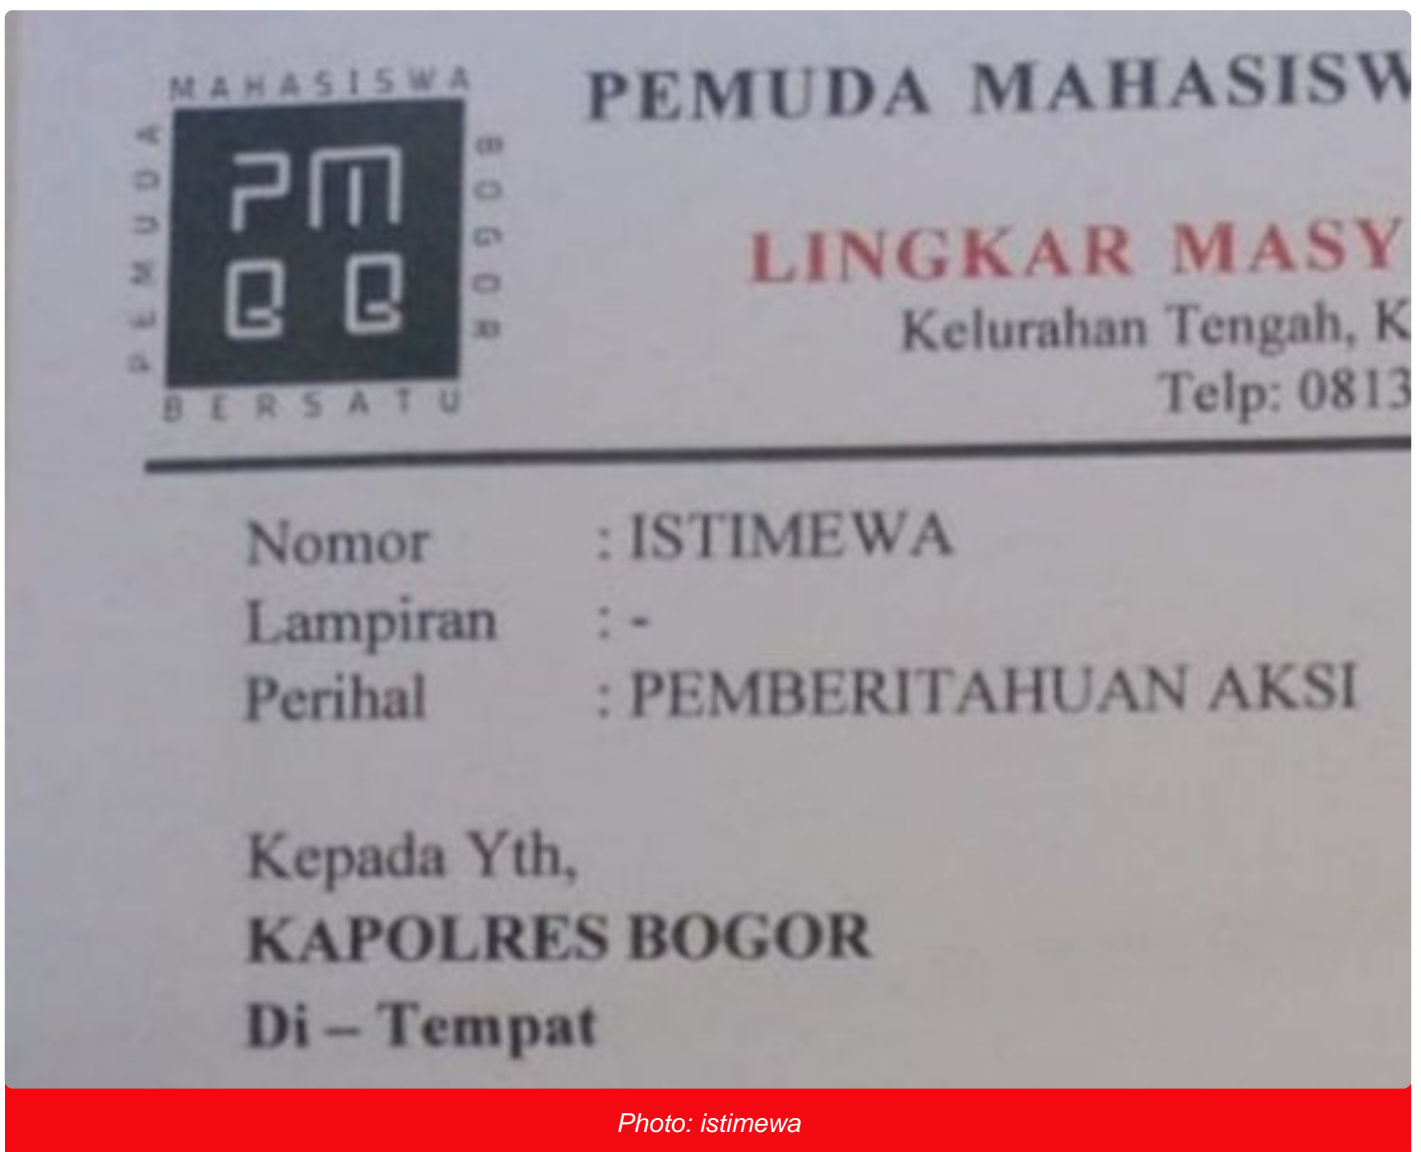 MAHASISWA
PEMUDA
BOGOR
PM
BB
BERSATU
PEMUDA MAHASISW
LINGKAR MASY
Kelurahan Tengah, K
Telp: 0813
Nomor : ISTIMEWA
Lampiran : -
Perihal : PEMBERITAHUAN AKSI
Kepada Yth,
KAPOLRES BOGOR
Di – Tempat
Photo: istimewa